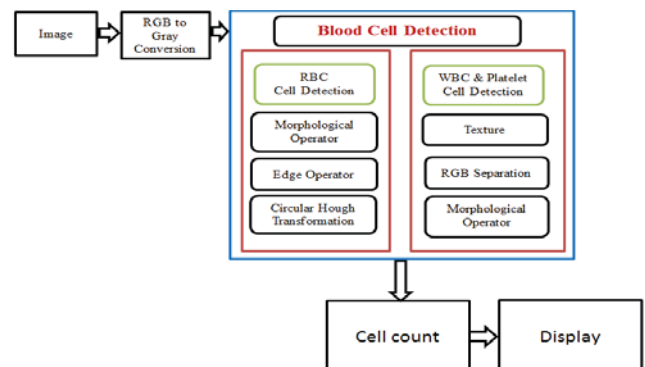 Image
RGB to
Gray
Conversion
Blood Cell Detection
RBC
Cell Detection
Morphological
Operator
Edge Operator
Circular Hough
Transformation
WBC & Platelet
Cell Detection
Texture
RGB Separation
Morphological
Operator
Cell count
Display